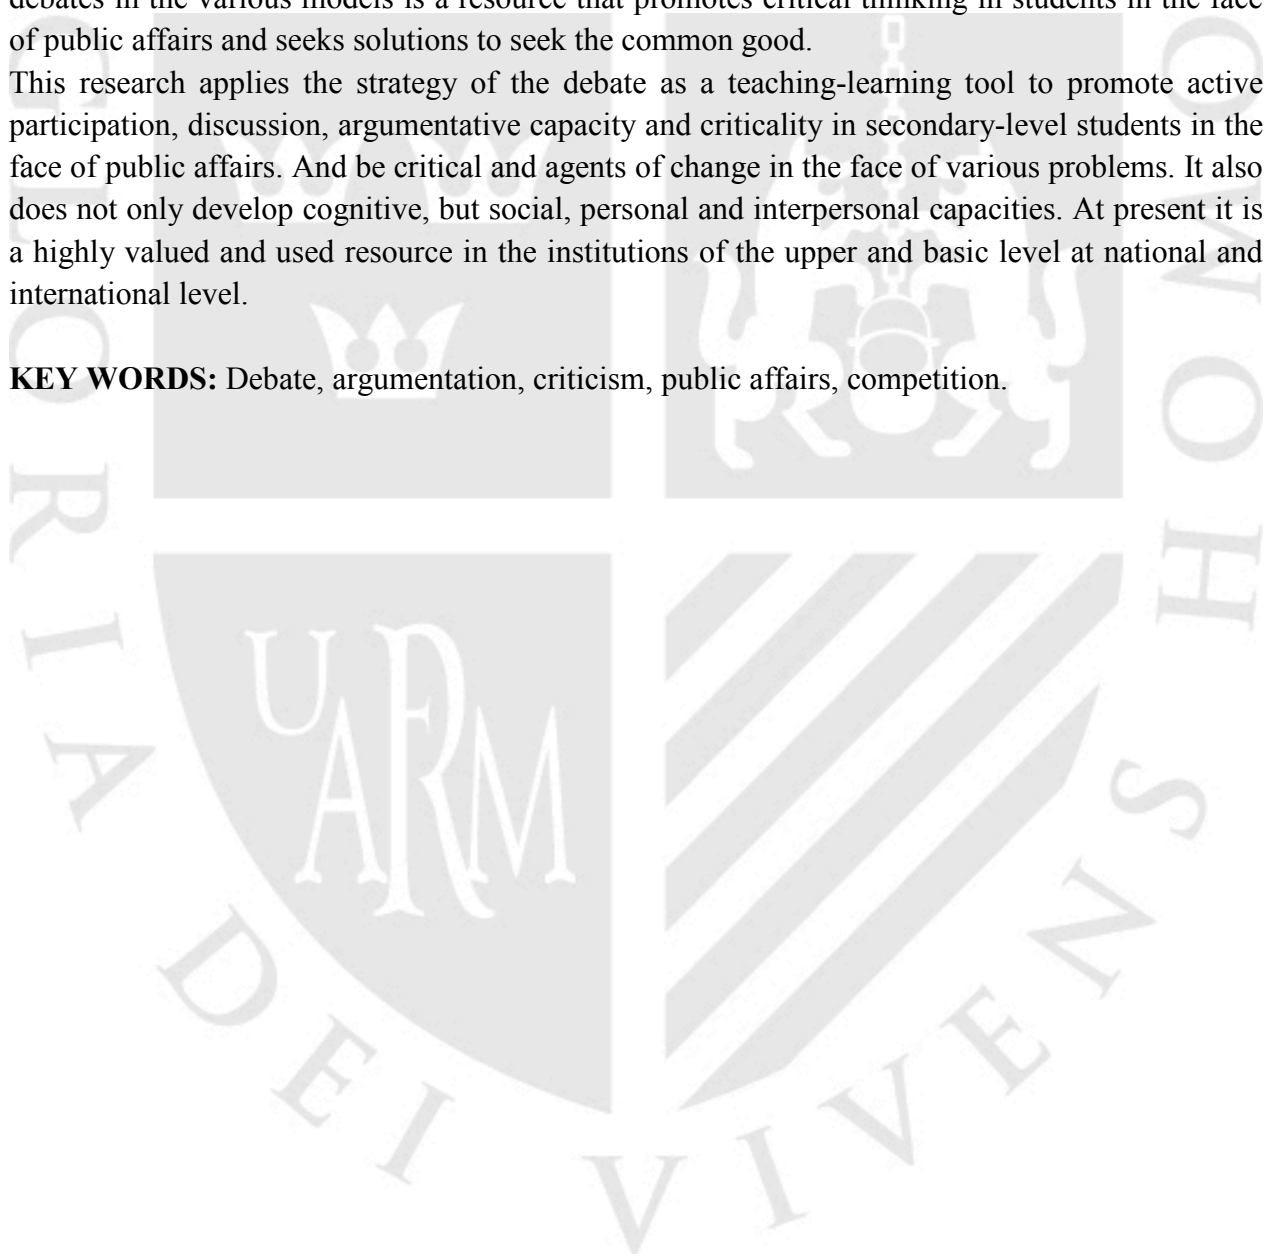 debates in the various models is a resource that promotes critical thinking in students in the face
of public affairs and seeks solutions to seek the common good.
This research applies the strategy of the debate as a teaching-learning tool to promote active
participation, discussion, argumentative capacity and criticality in secondary-level students in the
face of public affairs. And be critical and agents of change in the face of various problems. It also
does not only develop cognitive, but social, personal and interpersonal capacities. At present it is
a highly valued and used resource in the institutions of the upper and basic level at national and
international level.
KEY WORDS: Debate, argumentation, criticism, public affairs, competition.
GLORIA DEI VIVENS HOMO
UARM